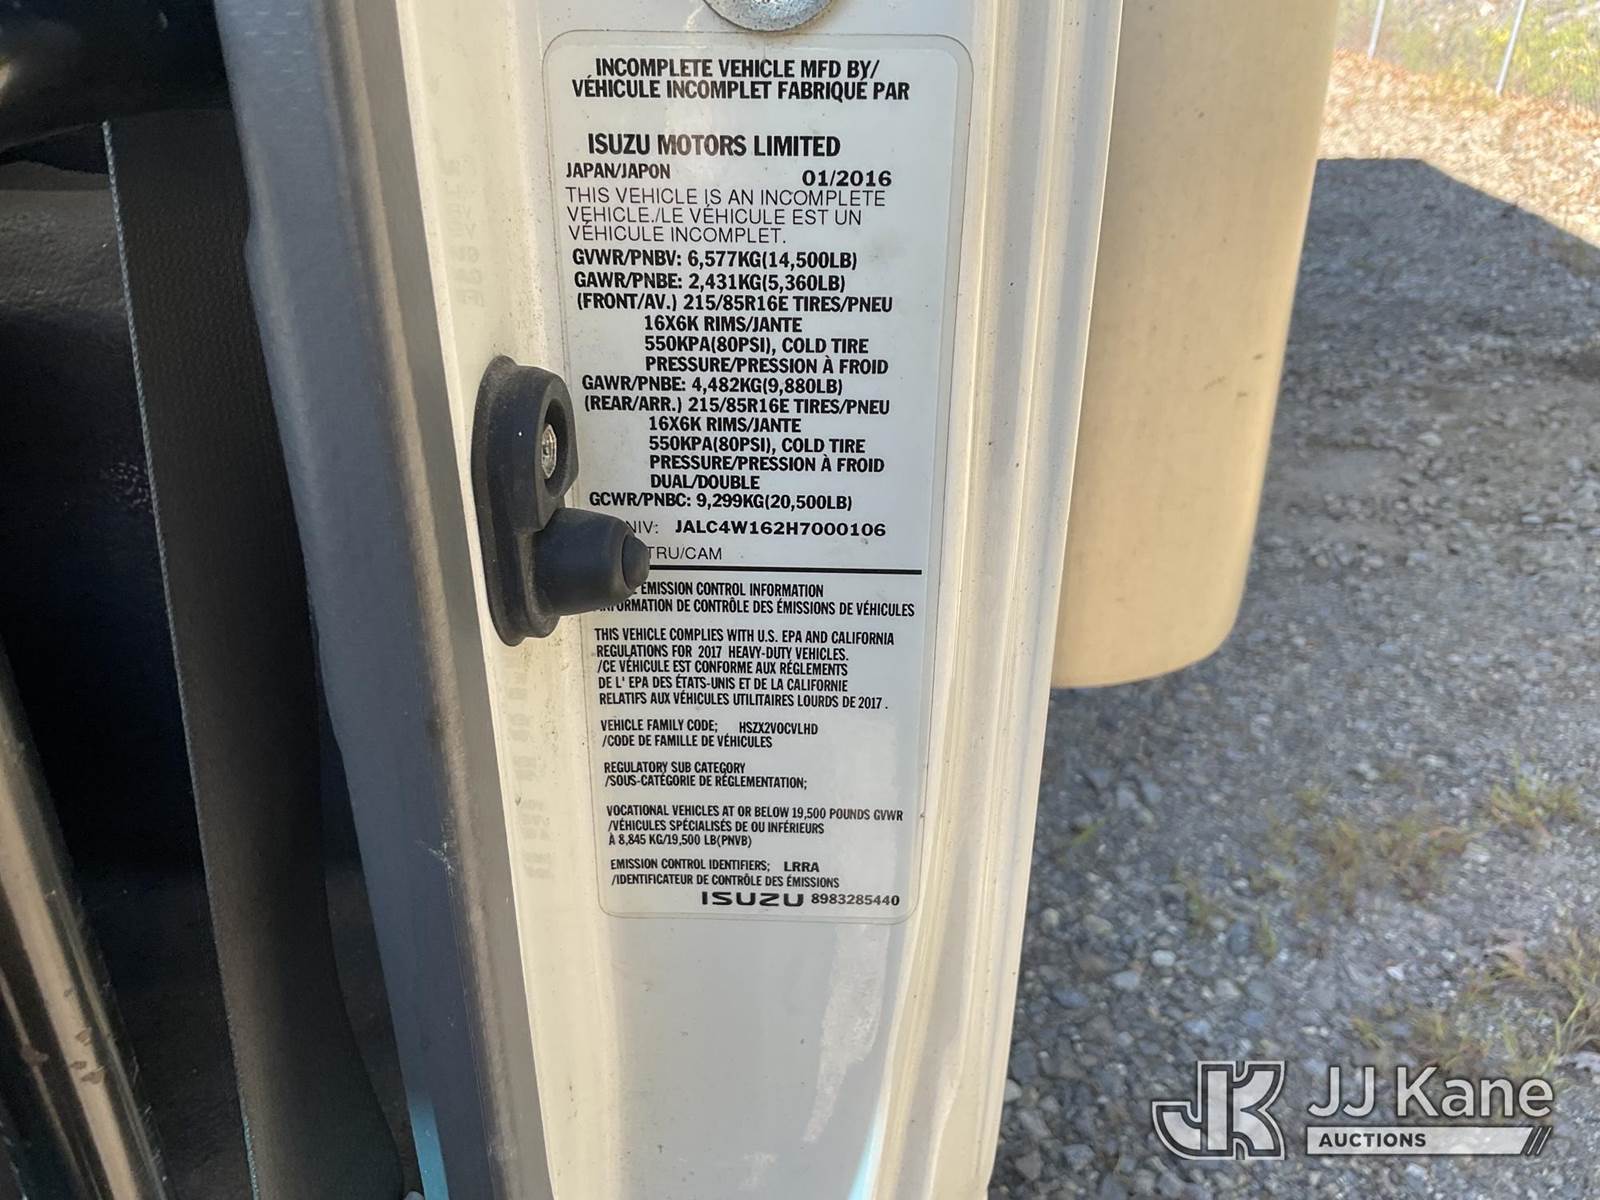 INCOMPLETE VEHICLE MFD BY/
VÉHICULE INCOMPLET FABRIQUÉ PAR
ISUZU MOTORS LIMITED
JAPAN/JAPON 01/2016
THIS VEHICLE IS AN INCOMPLETE
VEHICLE./LE VÉHICULE EST UN
VÉHICULE INCOMPLET.
GVWR/PNBV: 6,577KG(14,500LB)
GAWR/PNBE: 2,431KG(5,360LB)
(FRONT/AV.) 215/85R16E TIRES/PNEU
16X6K RIMS/JANTE
550KPA(80PSI), COLD TIRE
PRESSURE/PRESSION À FROID
GAWR/PNBE: 4,482KG(9,880LB)
(REAR/ARR.) 215/85R16E TIRES/PNEU
16X6K RIMS/JANTE
550KPA(80PSI), COLD TIRE
PRESSURE/PRESSION À FROID
DUAL/DOUBLE
GCWR/PNBC: 9,299KG(20,500LB)
NIV: JALC4W162H7000106
TRU/CAM
EMISSION CONTROL INFORMATION
INFORMATION DE CONTRÔLE DES ÉMISSIONS DE VÉHICULES
THIS VEHICLE COMPLIES WITH U.S. EPA AND CALIFORNIA
REGULATIONS FOR 2017 HEAVY-DUTY VEHICLES.
/CE VÉHICULE EST CONFORME AUX RÉGLEMENTS
DE L' EPA DES ÉTATS-UNIS ET DE LA CALIFORNIE
RELATIFS AUX VÉHICULES UTILITAIRES LOURDS DE 2017.
VEHICLE FAMILY CODE; HSZX2VOCVLHD
/CODE DE FAMILLE DE VÉHICULES
REGULATORY SUB CATEGORY
/SOUS-CATÉGORIE DE RÉGLEMENTATION;
VOCATIONAL VEHICLES AT OR BELOW 19,500 POUNDS GVWR
/VÉHICULES SPÉCIALISÉS DE OU INFÉRIEURS
À 8,845 KG/19,500 LB(PNVB)
EMISSION CONTROL IDENTIFIERS; LRRA
/IDENTIFICATEUR DE CONTRÔLE DES ÉMISSIONS
ISUZU 8983285440
JK JJ Kane
AUCTIONS